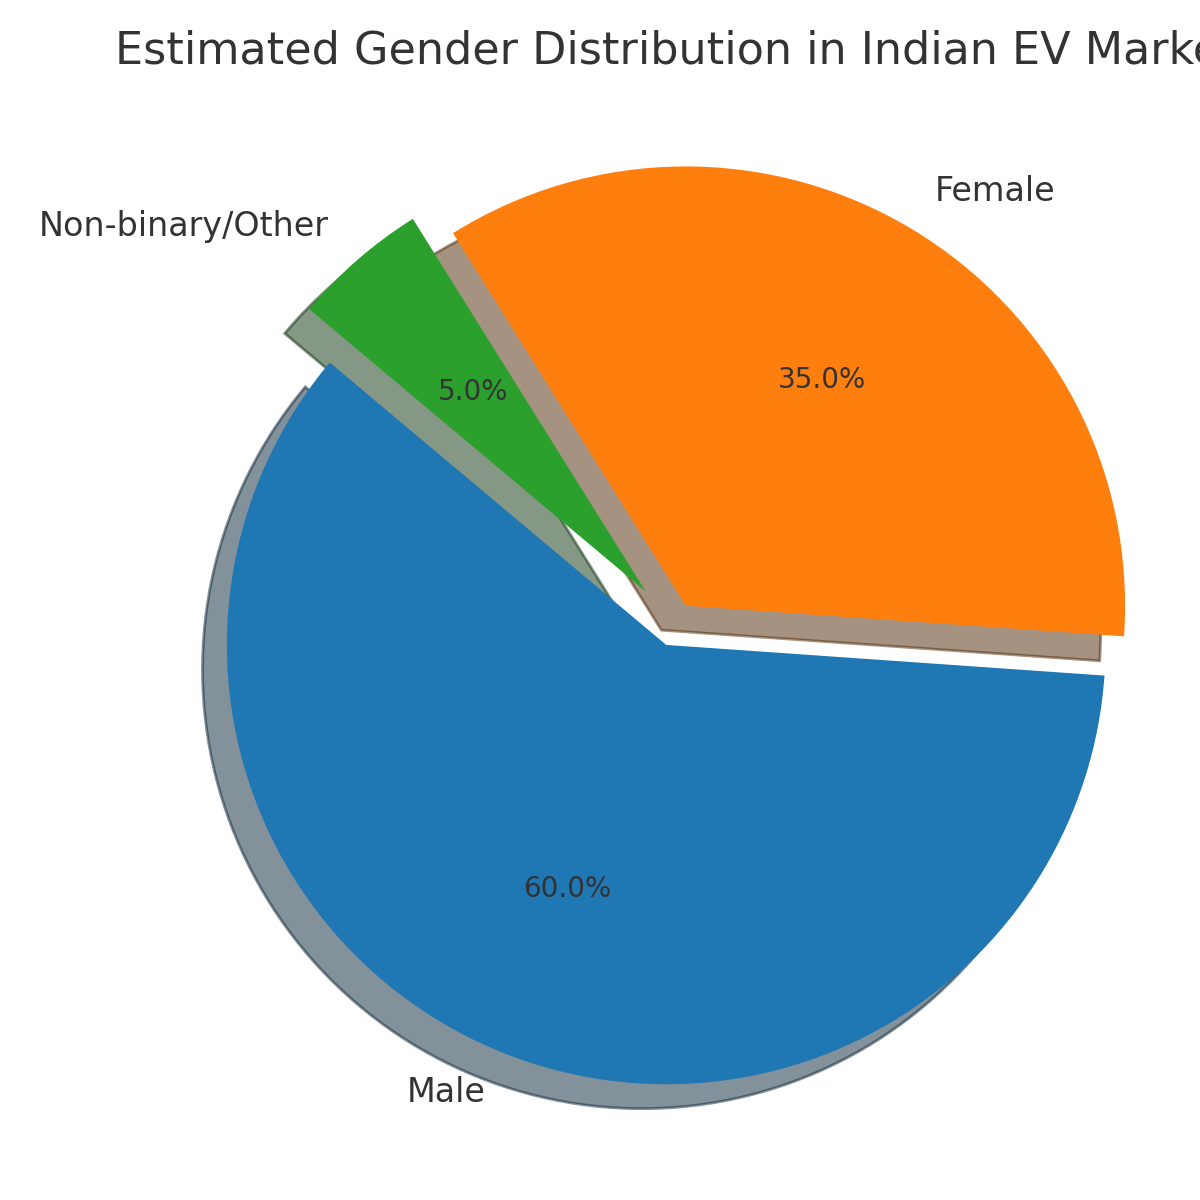 Estimated Gender Distribution in Indian EV Marke
Female
Non-binary/Other
35.0%
5.0%
60.0%
Male